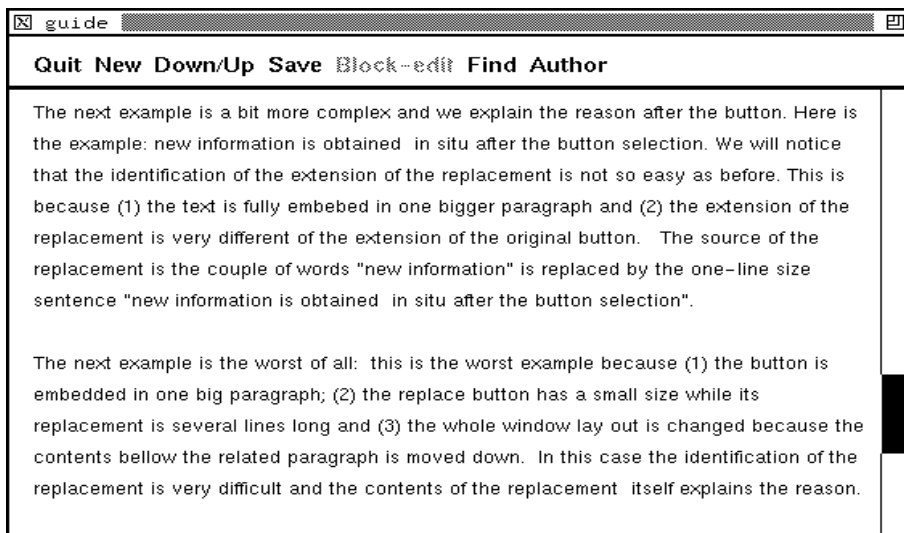 guide
Quit New Down/Up Save Block-edit Find Author
The next example is a bit more complex and we explain the reason after the button. Here is
the example: new information is obtained  in situ after the button selection. We will notice
that the identification of the extension of the replacement is not so easy as before. This is
because (1) the text is fully embebed in one bigger paragraph and (2) the extension of the
replacement is very different of the extension of the original button.   The source of the
replacement is the couple of words "new information" is replaced by the one-line size
sentence "new information is obtained  in situ after the button selection".
The next example is the worst of all:  this is the worst example because (1) the button is
embedded in one big paragraph; (2) the replace button has a small size while its
replacement is several lines long and (3) the whole window lay out is changed because the
contents bellow the related paragraph is moved down.  In this case the identification of the
replacement is very difficult and the contents of the replacement  itself explains the reason.